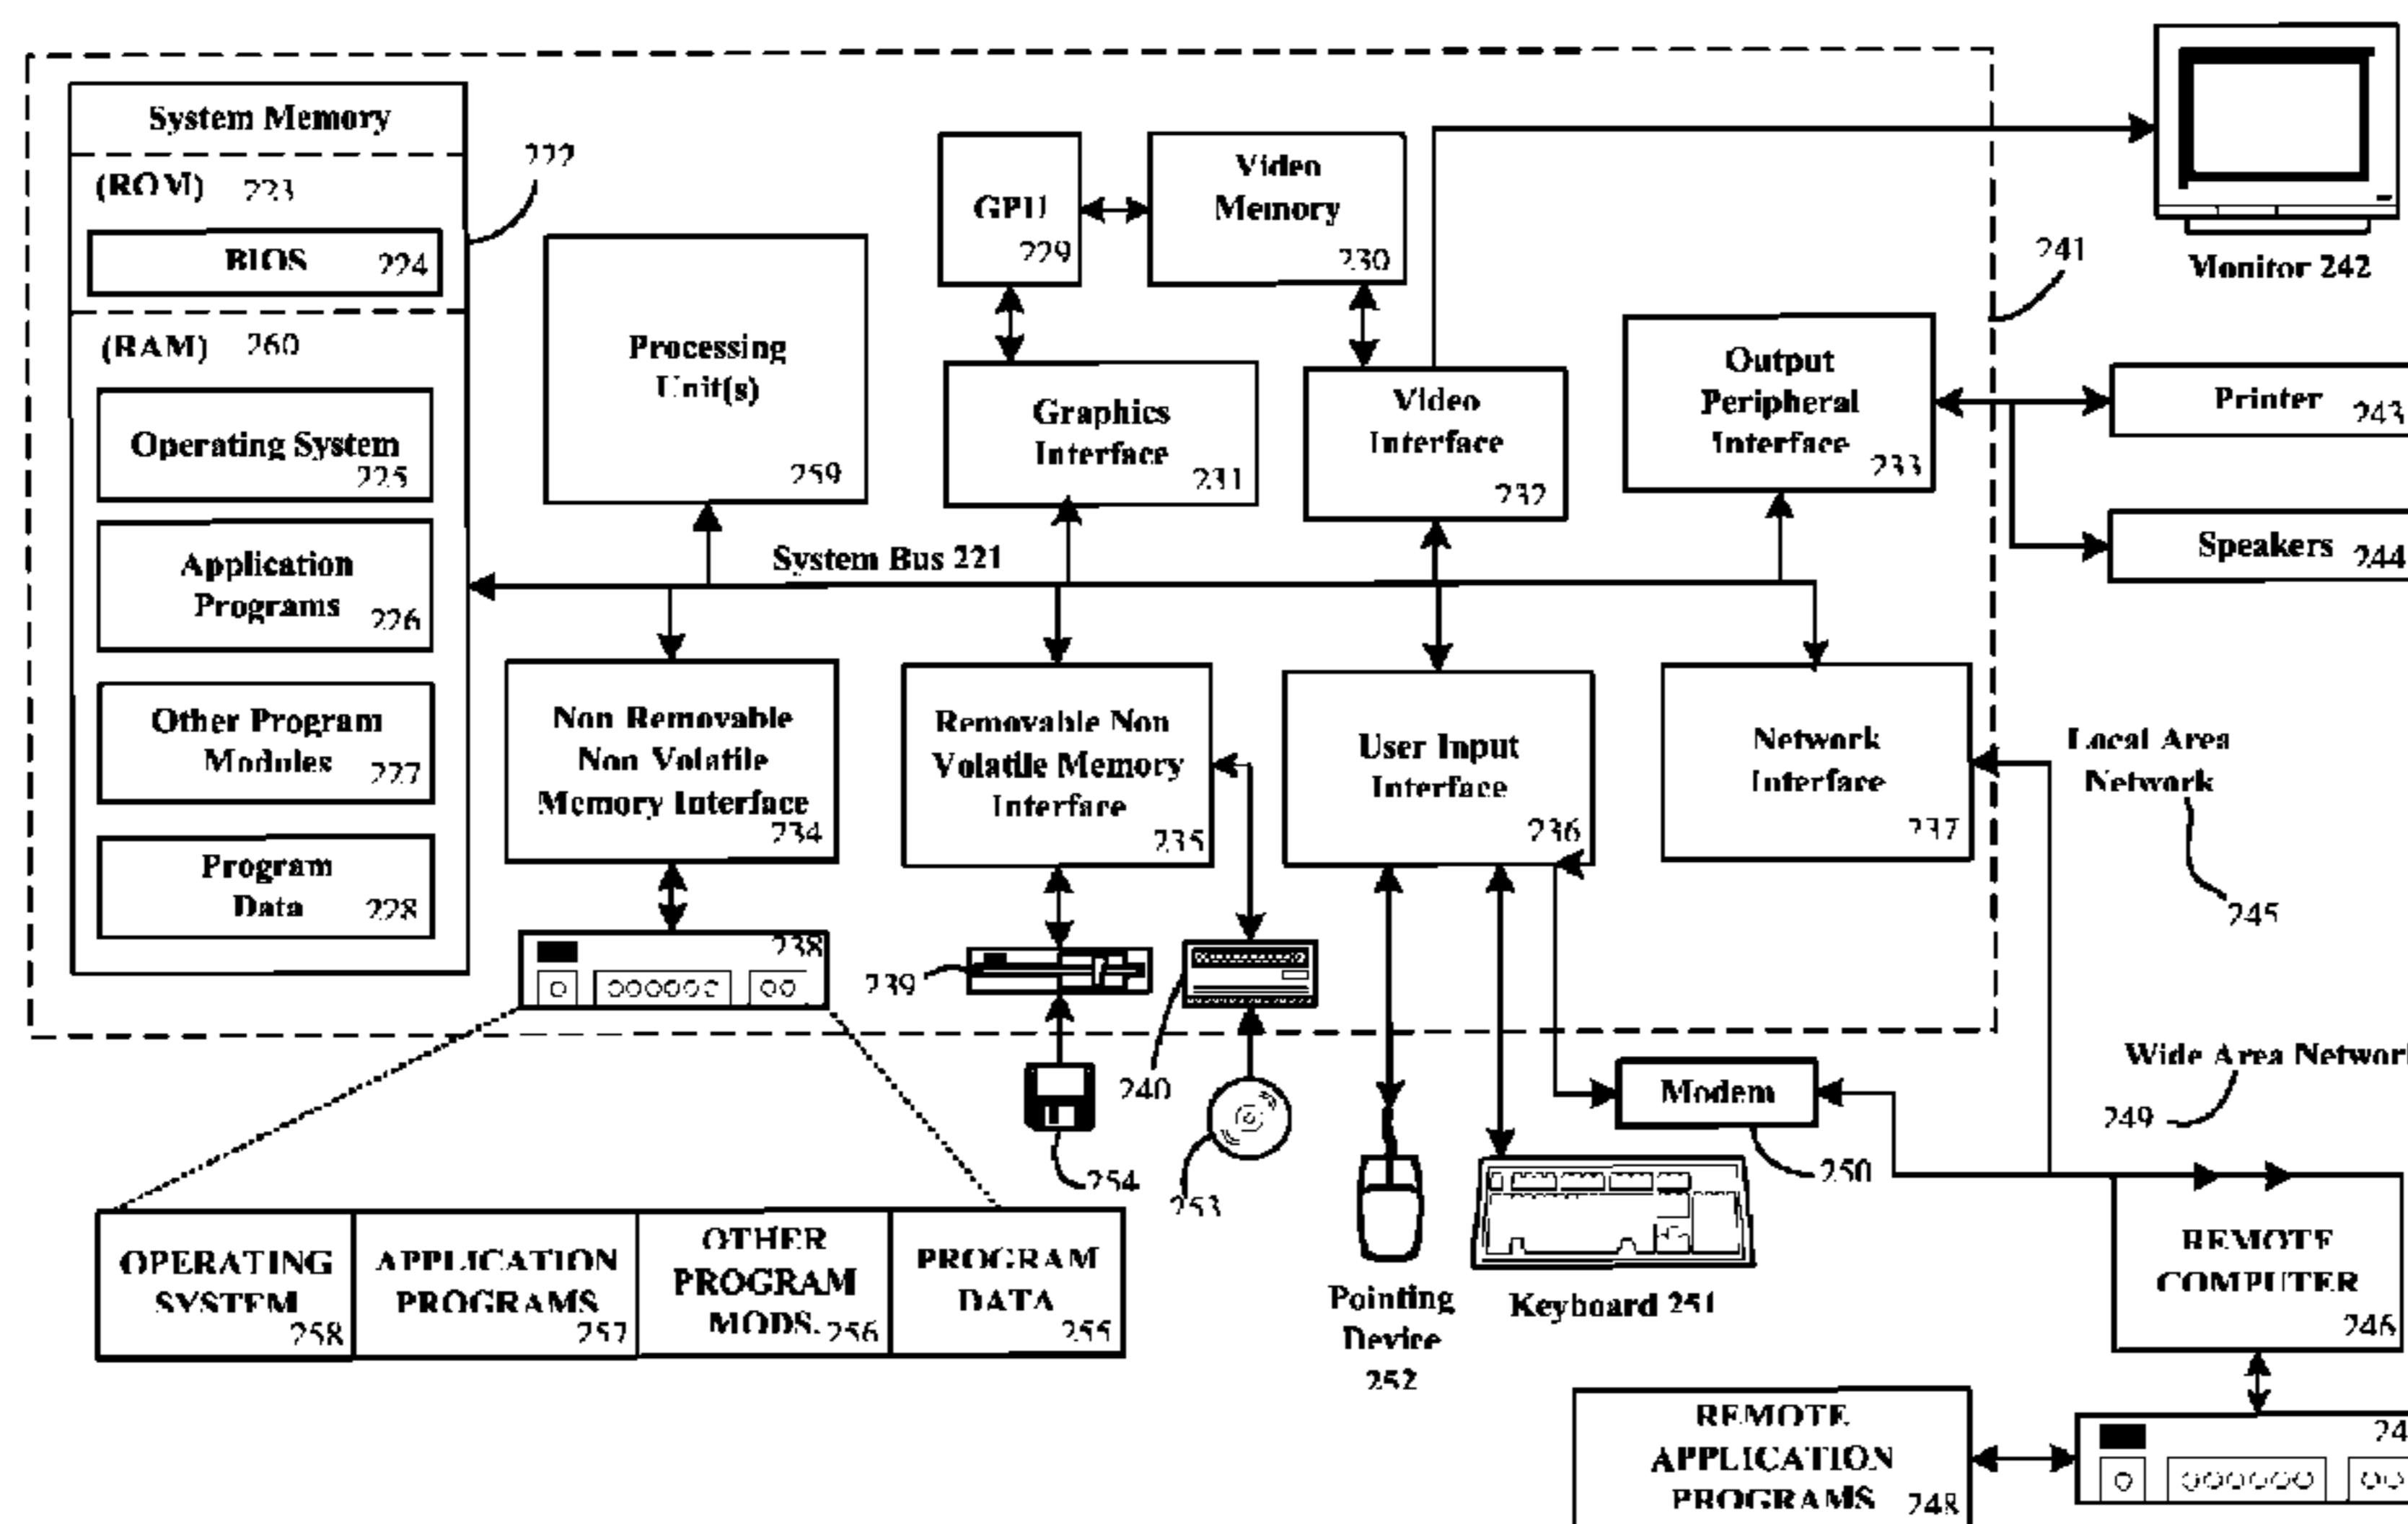 System Memory
(ROM) 223
222
BIOS 224
(RAM) 260
Operating System
225
Application
Programs 226
Other Program
Modules 227
Program
Data 228
Processing
Unit(s)
259
GPU
229
Video
Memory
230
Graphics
Interface
231
Video
Interface
232
Output
Peripheral
Interface
233
241
Monitor 242
Printer 243
Speakers 244
System Bus 221
Non Removable
Non Volatile
Memory Interface
234
Removable Non
Volatile Memory
Interface
235
User Input
Interface
236
Network
Interface
237
Local Area
Network
245
238
239
240
254
253
Modem
250
Wide Area
249
OPERATING
SYSTEM
258
APPLICATION
PROGRAMS
257
OTHER
PROGRAM
MODS. 256
PROGRAM
DATA
255
Pointing
Device
252
Keyboard 251
REMOTE
COMPUTER
246
REMOTE
APPLICATION
PROGRAMS 248